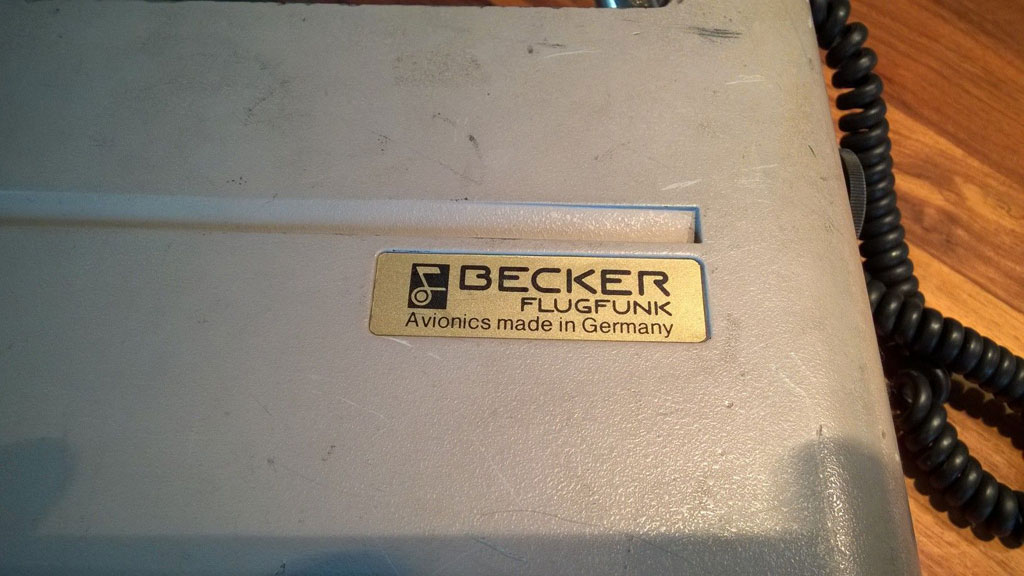 BECKER
FLUGFUNK
Avionics made in Germany